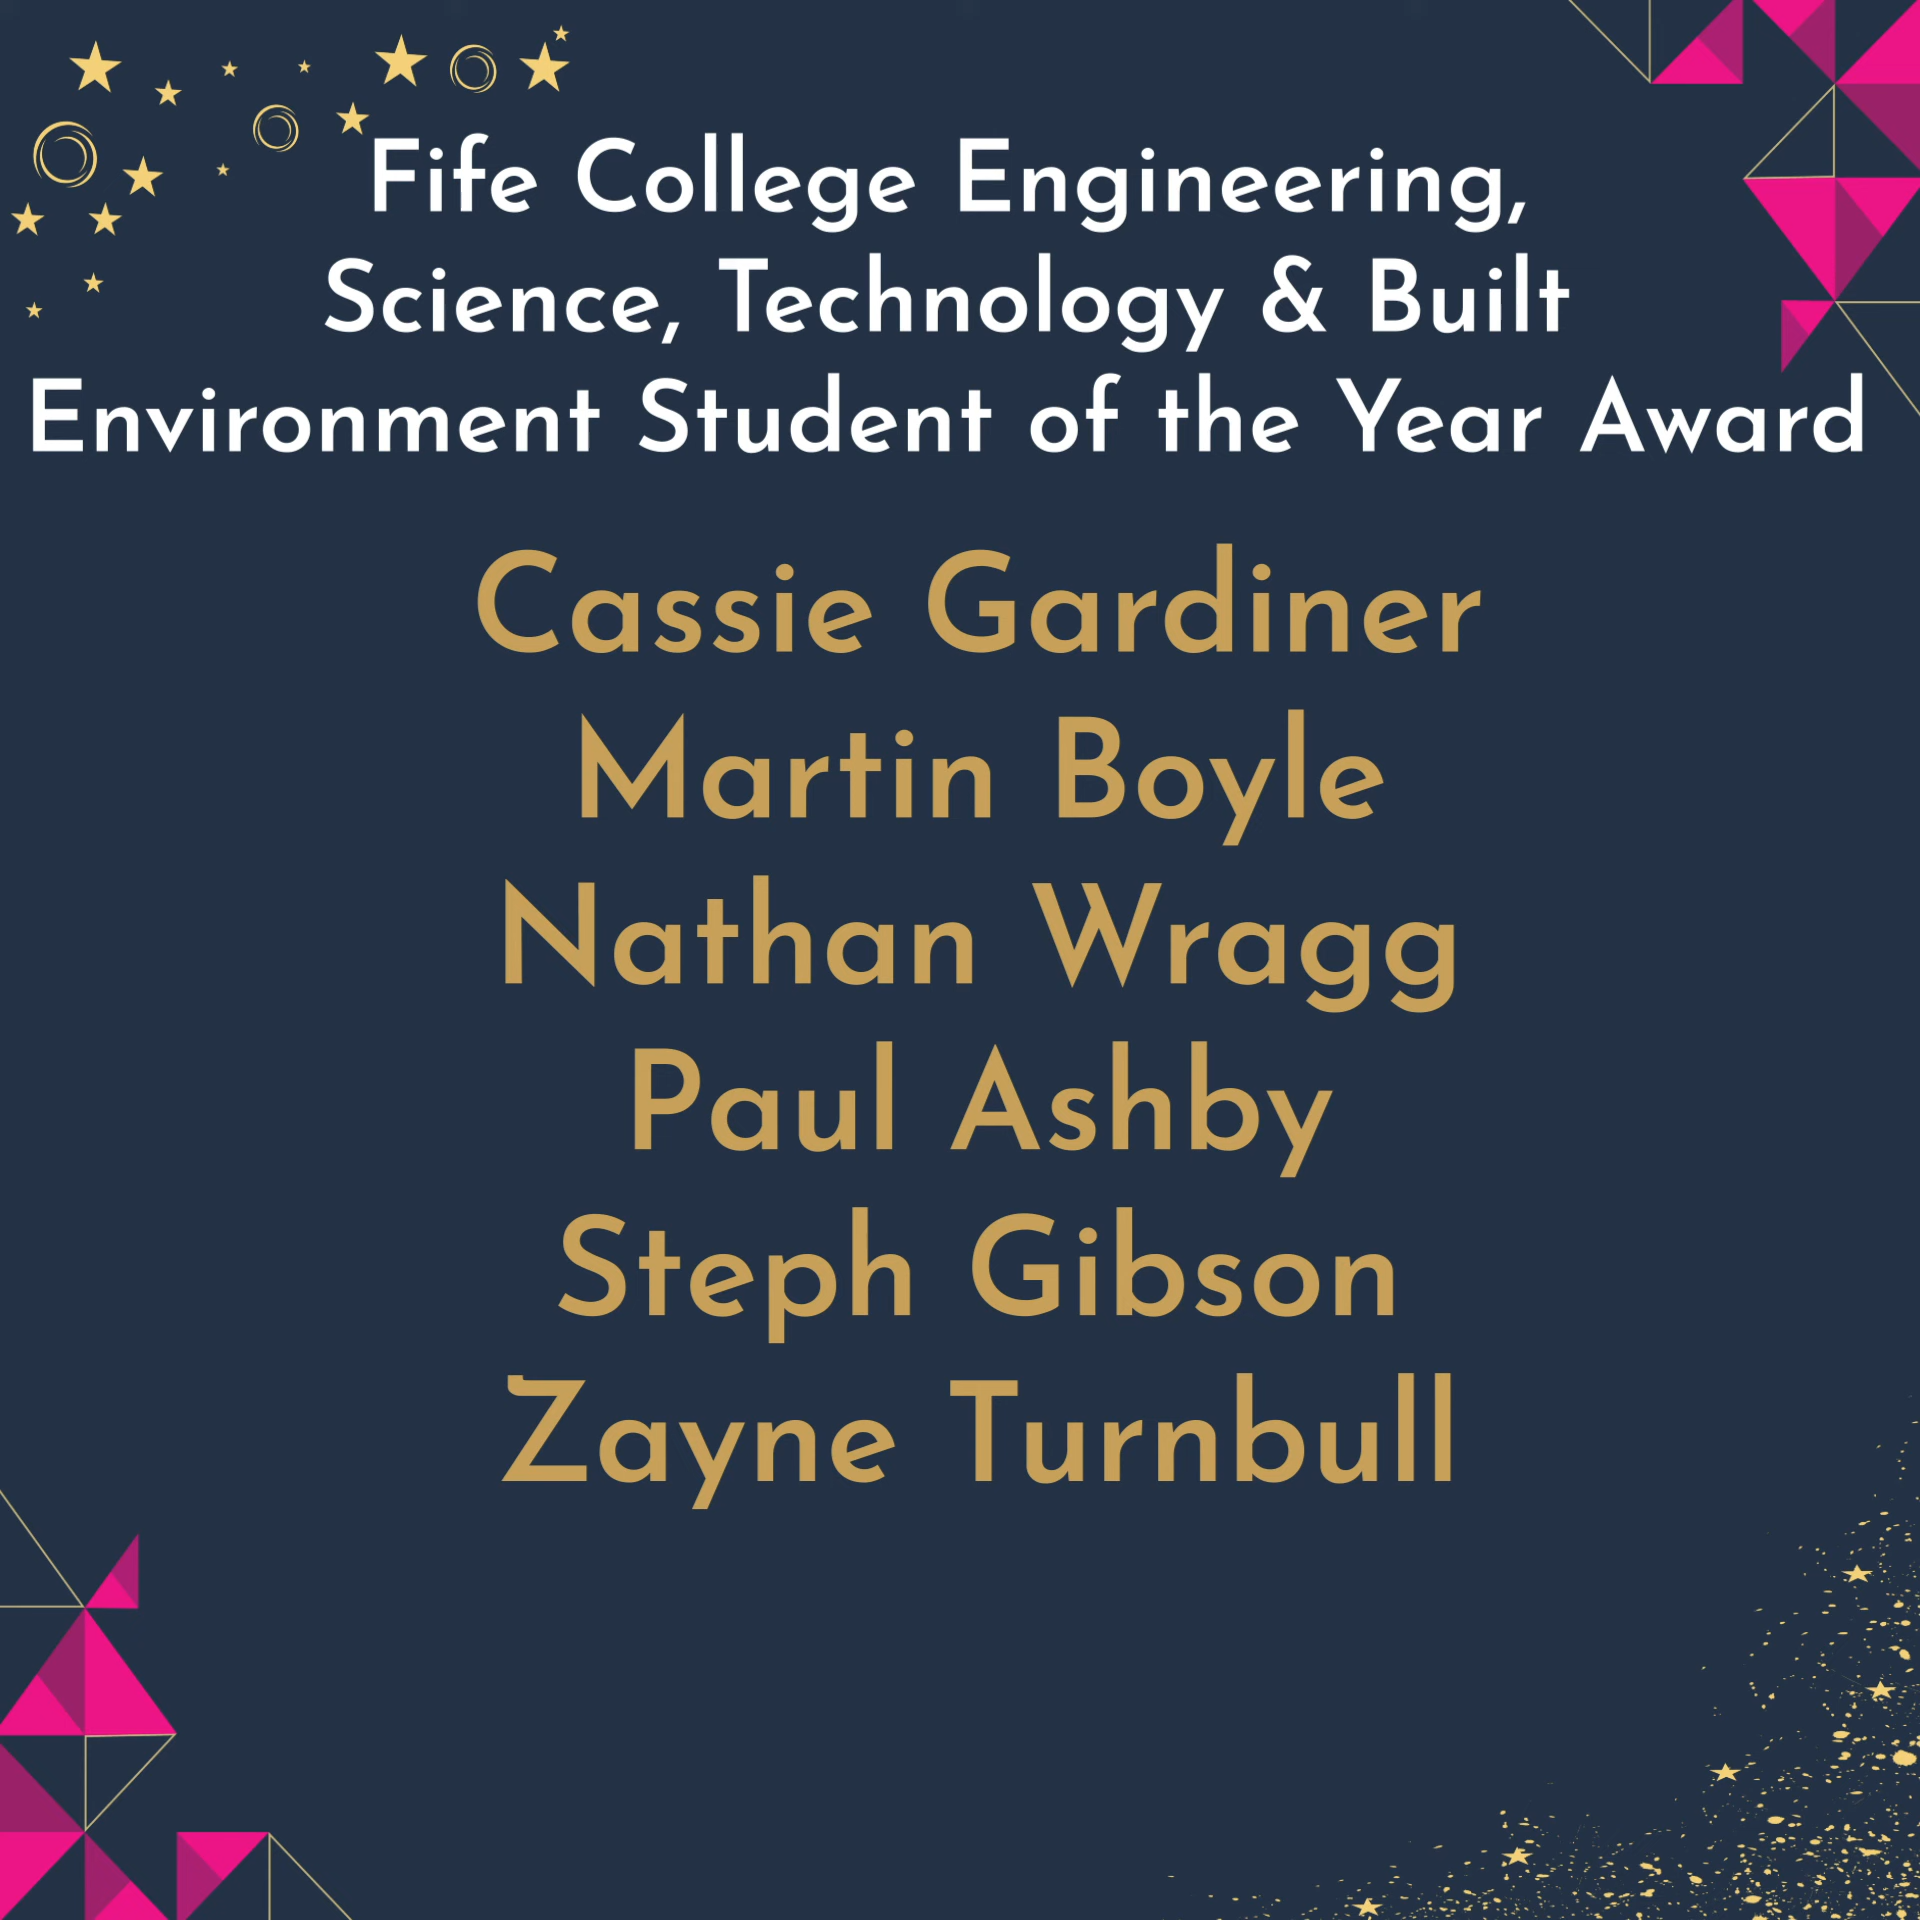 Fife College Engineering,
Science, Technology & Built
Environment Student of the Year Award
Cassie Gardiner
Martin Boyle
Nathan Wragg
Paul Ashby
Steph Gibson
Zayne Turnbull